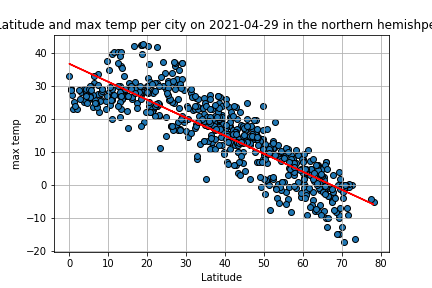 Latitude and max temp per city on 2021-04-29 in the northern hemishpe
40
30
20
10
0
−10
−20
max temp
0 10 20 30 40 50 60 70 80
Latitude